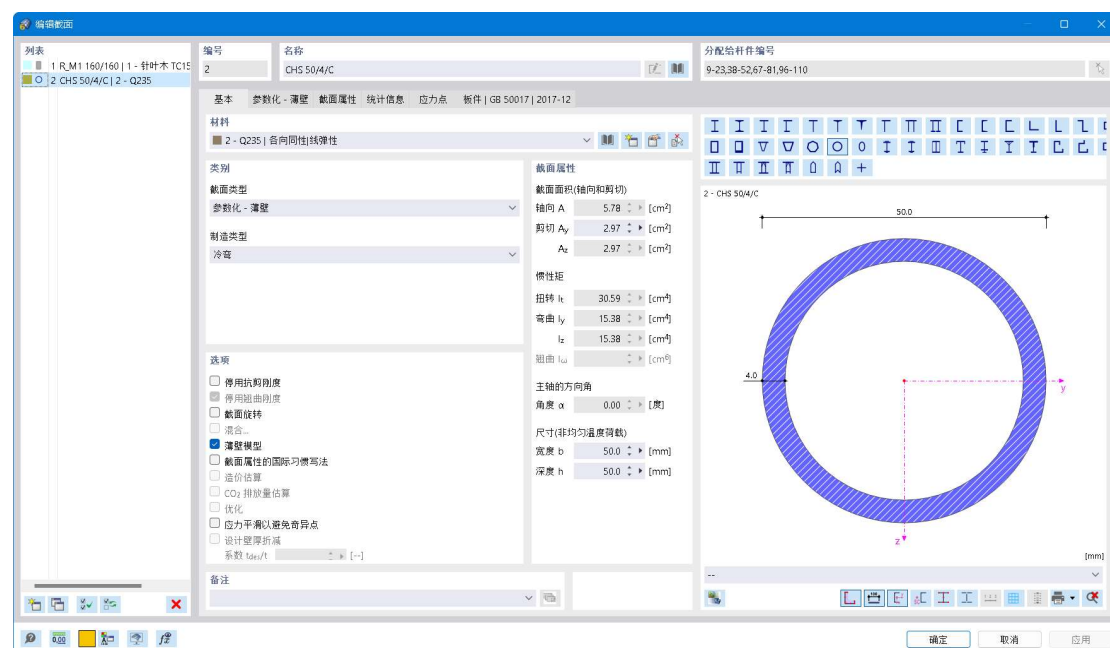 编辑截面
列表
1 R_M1 160/160 | 1 - 针叶木 TC15
2 CHS 50/4/C | 2 - Q235
编号
2
名称
CHS 50/4/C
分配给杆件编号
9-23,38-52,67-81,96-110
基本 参数化 - 薄壁 截面属性 统计信息 应力点 板件 | GB 50017 | 2017-12
材料
2 - Q235 | 各向同性|线弹性
类别
截面类型
参数化 - 薄壁
制造类型
冷弯
选项
停用抗剪刚度
停用翘曲刚度
截面旋转
混合...
薄壁模型
截面属性的国际习惯写法
造价估算
CO₂ 排放量估算
优化
应力平滑以避免奇异点
设计壁厚折减
系数 tdes/t [--]
截面属性
截面面积(轴向和剪切)
轴向 A 5.78 [cm²]
剪切 Ay 2.97 [cm²]
Az 2.97 [cm²]
惯性矩
扭转 It 30.59 [cm⁴]
弯曲 Iy 15.38 [cm⁴]
Iz 15.38 [cm⁴]
翘曲 Iω [cm⁶]
主轴的方向角
角度 α 0.00 [度]
尺寸(非均匀温度荷载)
宽度 b 50.0 [mm]
深度 h 50.0 [mm]
备注
2 - CHS 50/4/C
50.0
4.0
y
z
[mm]
--
0,00
确定 取消 应用